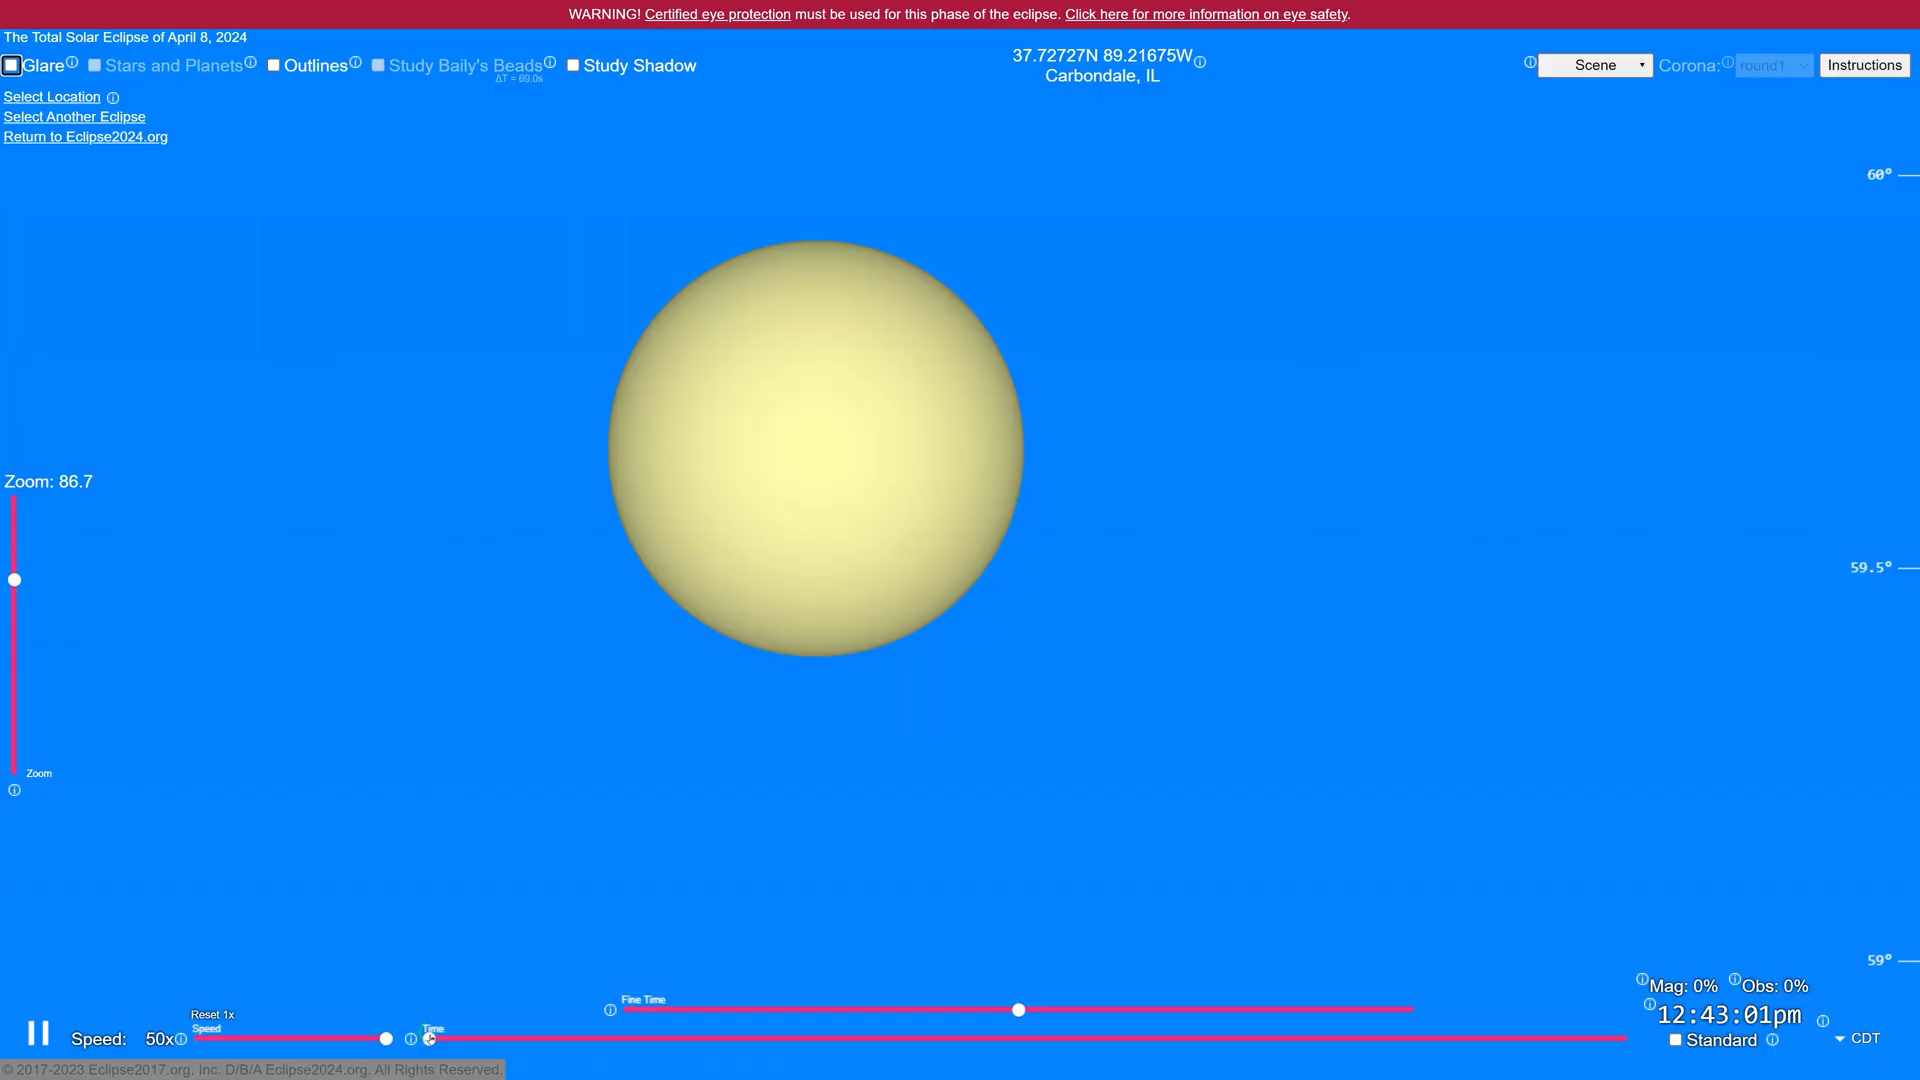 WARNING! Certified eye protection must be used for this phase of the eclipse. Click here for more information on eye safety.
The Total Solar Eclipse of April 8, 2024
Glare Stars and Planets Outlines Study Baily's Beads Study Shadow
ΔT = 69.0s
37.72727N 89.21675W
Carbondale, IL
Scene Corona: round1 Instructions
Select Location
Select Another Eclipse
Return to Eclipse2024.org
60°
Zoom: 86.7
59.5°
Zoom
59°
Mag: 0% Obs: 0%
Fine Time
Reset 1x
12:43:01pm
Speed
Time
Speed: 50x
Standard
CDT
© 2017-2023 Eclipse2017.org, Inc. D/B/A Eclipse2024.org. All Rights Reserved.